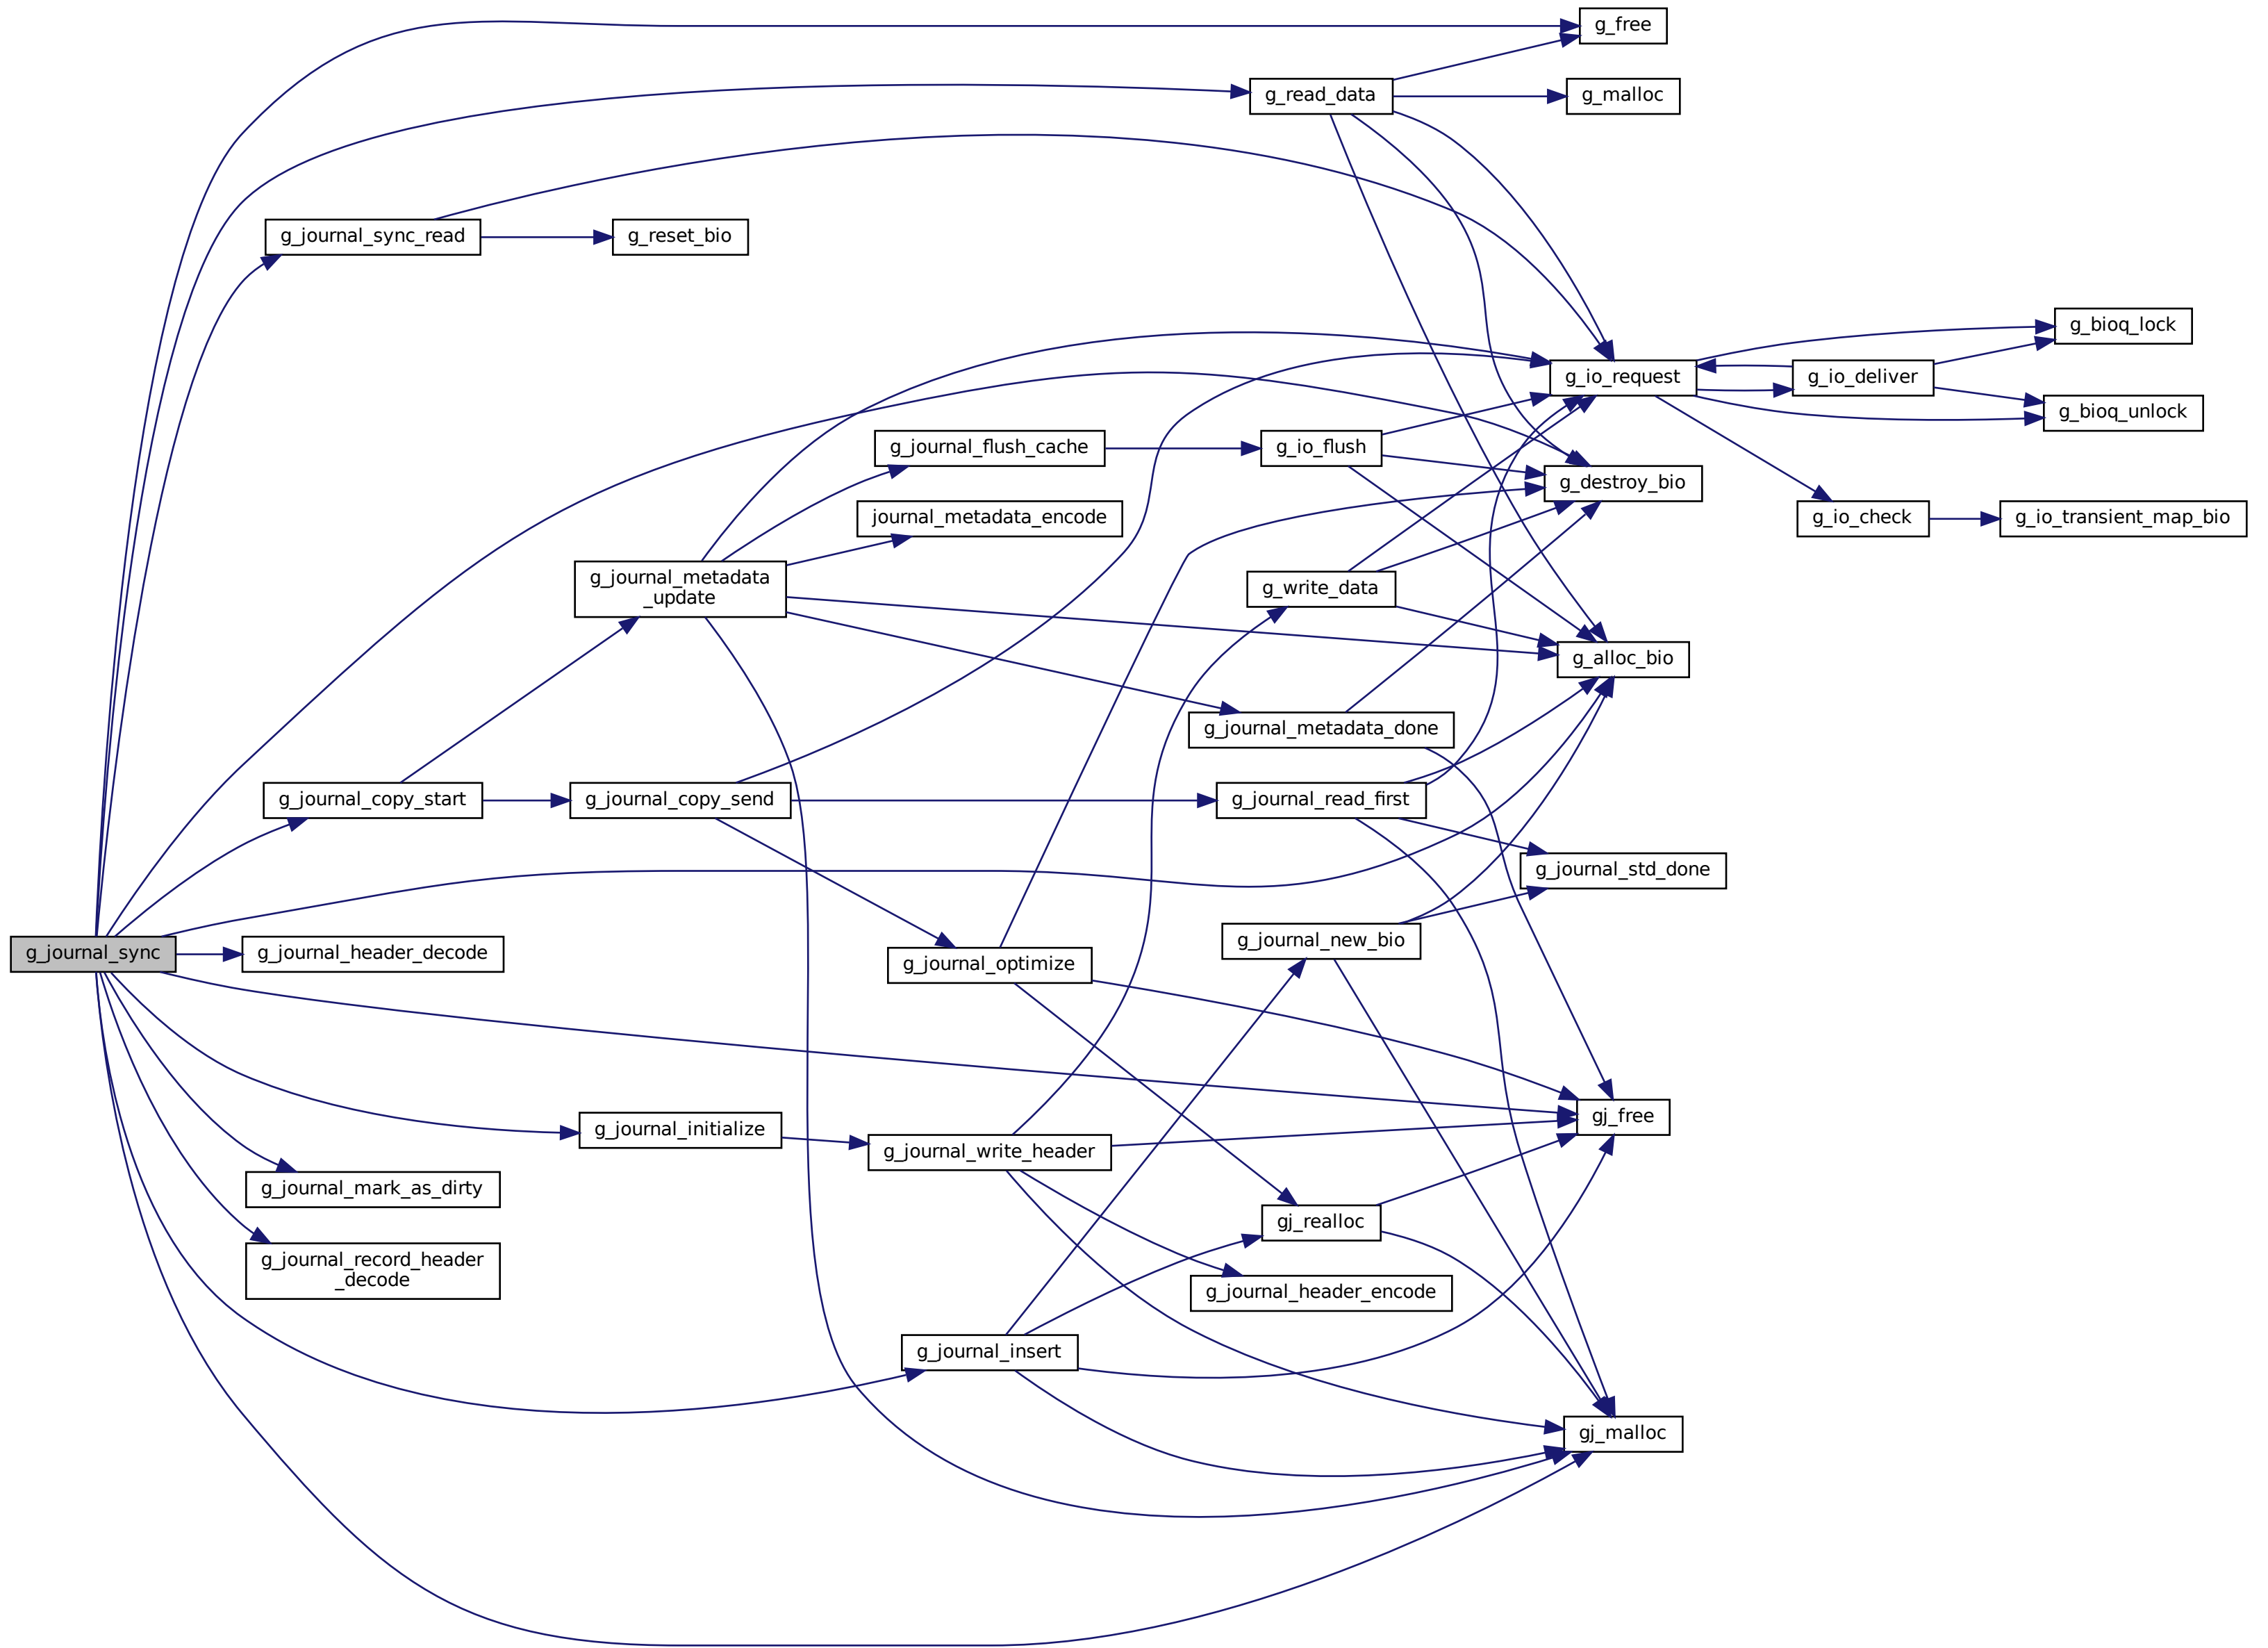 g_free
g_read_data
g_malloc
g_journal_sync_read
g_reset_bio
g_bioq_lock
g_io_request
g_io_deliver
g_bioq_unlock
g_journal_flush_cache
g_io_flush
g_destroy_bio
journal_metadata_encode
g_io_check
g_io_transient_map_bio
g_journal_metadata
_update
g_write_data
g_alloc_bio
g_journal_metadata_done
g_journal_copy_start
g_journal_copy_send
g_journal_read_first
g_journal_std_done
g_journal_new_bio
g_journal_sync
g_journal_header_decode
g_journal_optimize
gj_free
g_journal_initialize
g_journal_write_header
g_journal_mark_as_dirty
gj_realloc
g_journal_record_header
_decode
g_journal_header_encode
g_journal_insert
gj_malloc